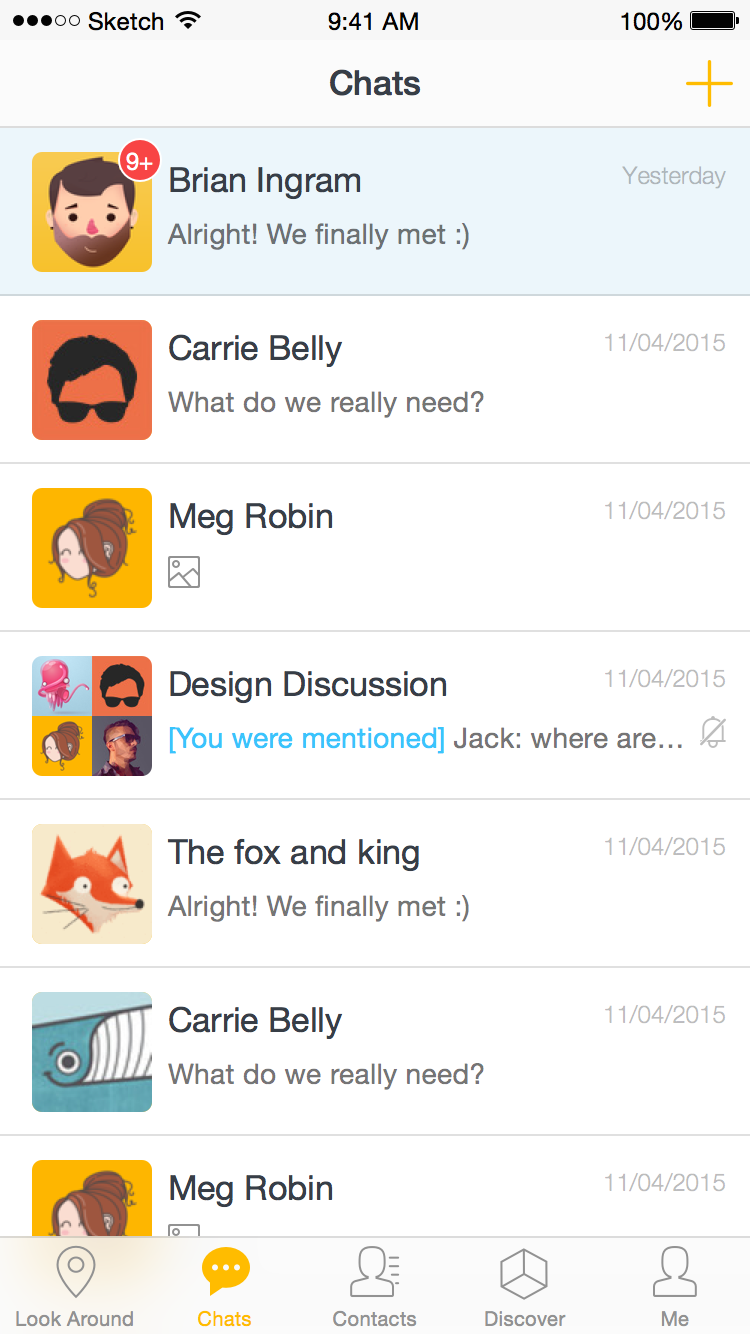 Sketch 9:41 AM 100%
Chats
9+
Brian Ingram Yesterday
Alright! We finally met :)
Carrie Belly 11/04/2015
What do we really need?
Meg Robin 11/04/2015
Design Discussion 11/04/2015
[You were mentioned] Jack: where are...
The fox and king 11/04/2015
Alright! We finally met :)
Carrie Belly 11/04/2015
What do we really need?
Meg Robin 11/04/2015
Look Around Chats Contacts Discover Me